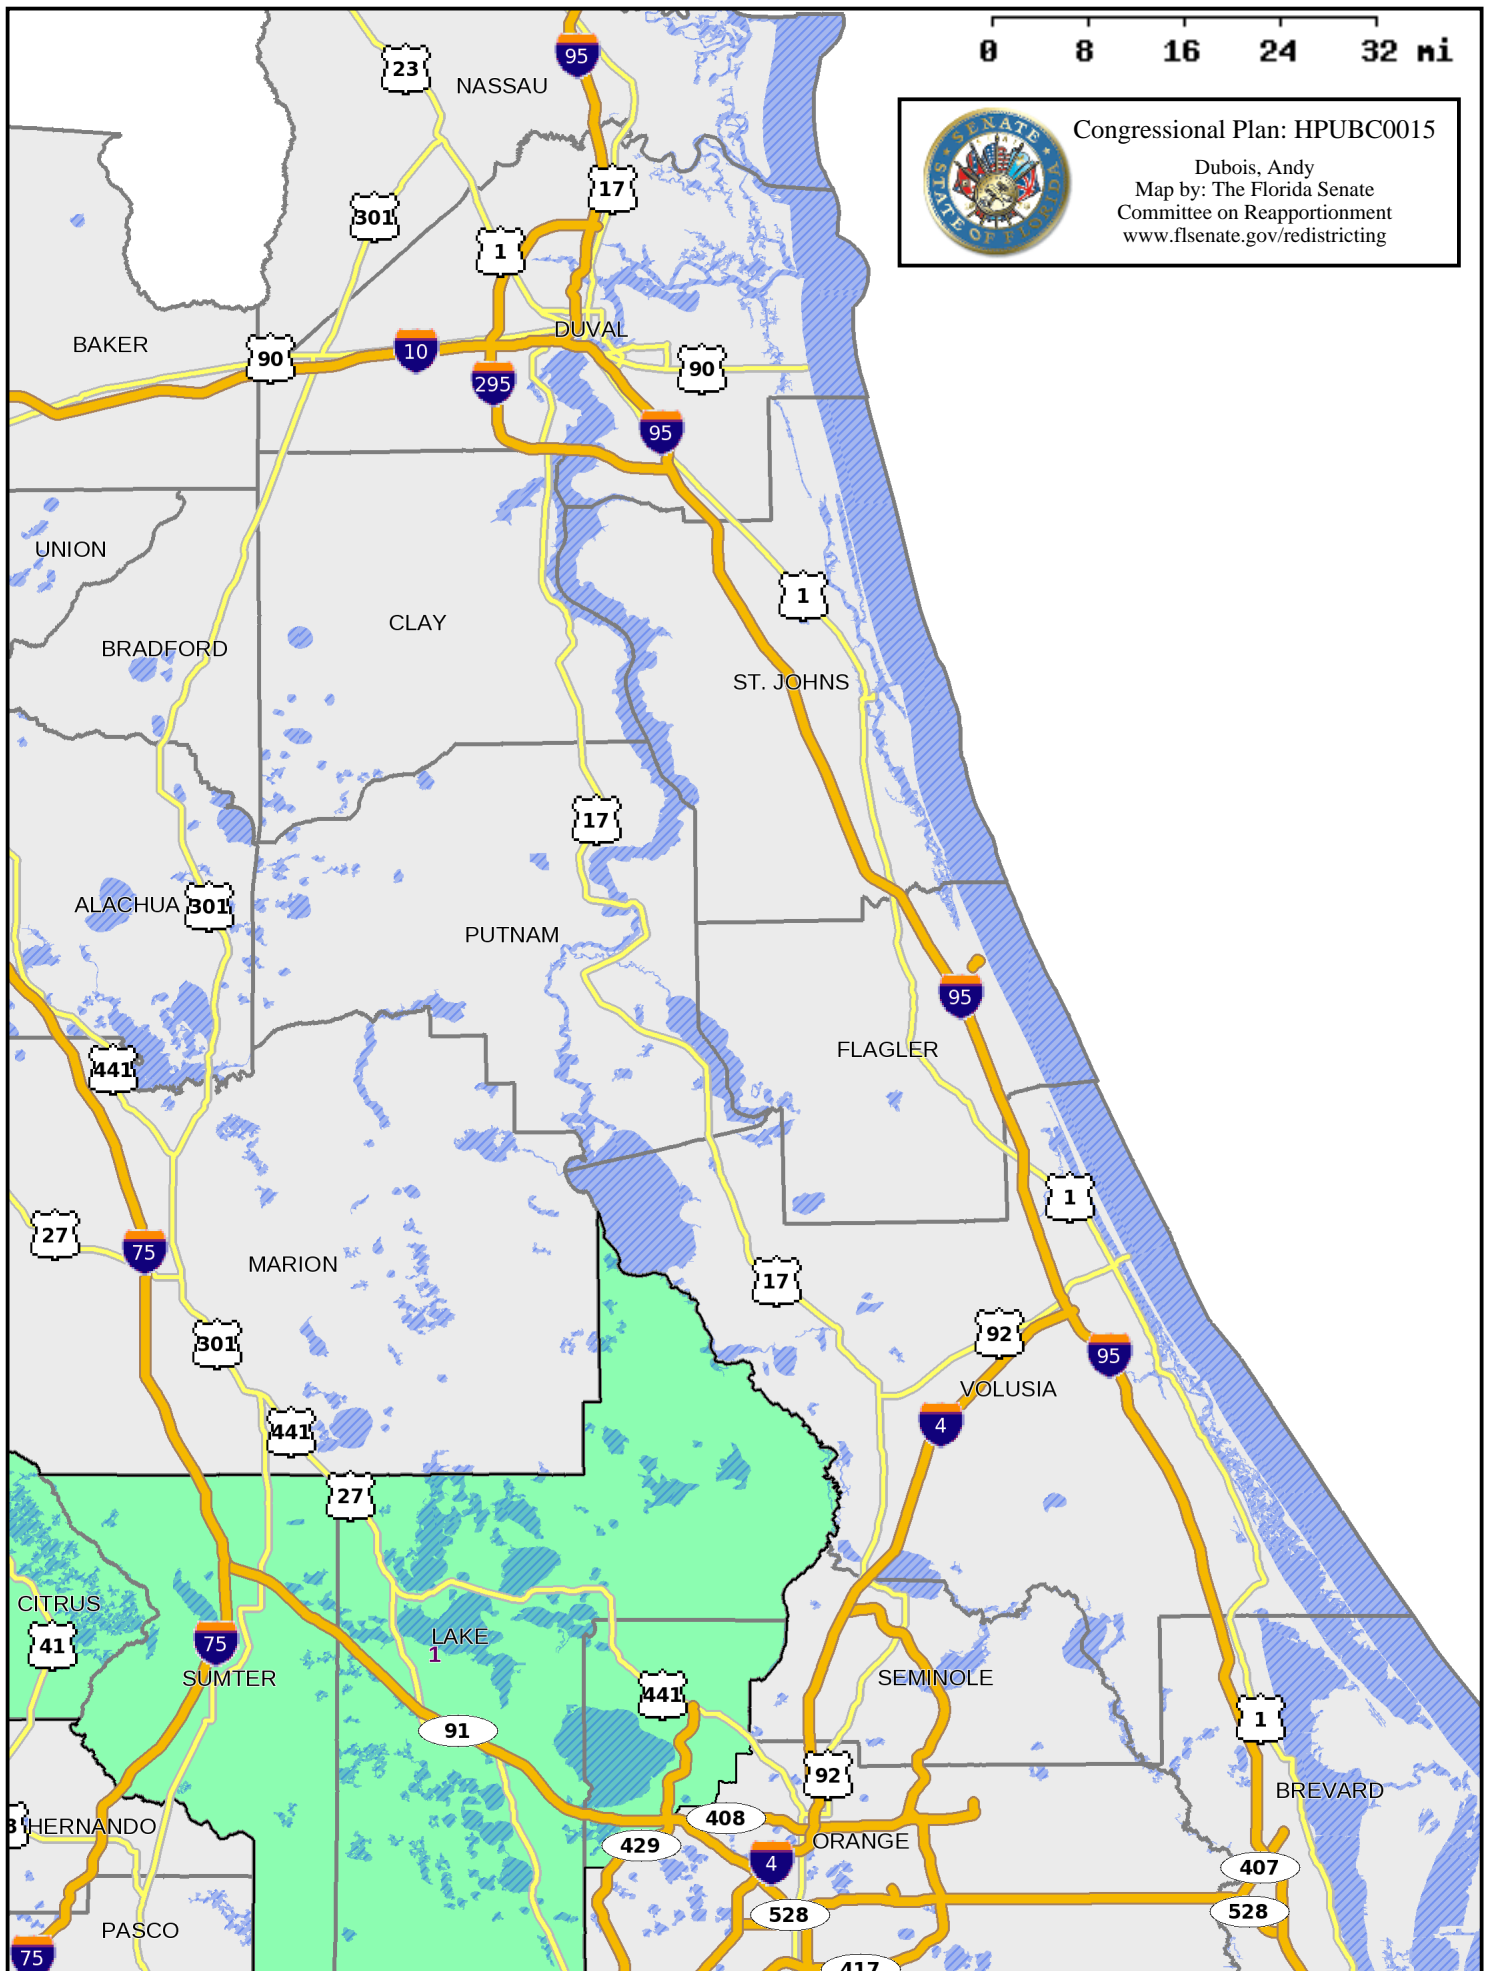 0 8 16 24 32 mi
Congressional Plan: HPUBC0015
Dubois, Andy
Map by: The Florida Senate
Committee on Reapportionment
www.flsenate.gov/redistricting
SENATE
STATE OF FLORIDA
95
23
NASSAU
17
301
1
DUVAL
BAKER
90
10
90
295
95
UNION
1
CLAY
BRADFORD
ST. JOHNS
17
ALACHUA
301
PUTNAM
95
FLAGLER
441
1
27
75
MARION
17
301
92
95
VOLUSIA
4
441
27
CITRUS
41
75
LAKE
1
SUMTER
SEMINOLE
441
91
1
92
BREVARD
HERNANDO
408
ORANGE
429
4
407
528
528
PASCO
75
417